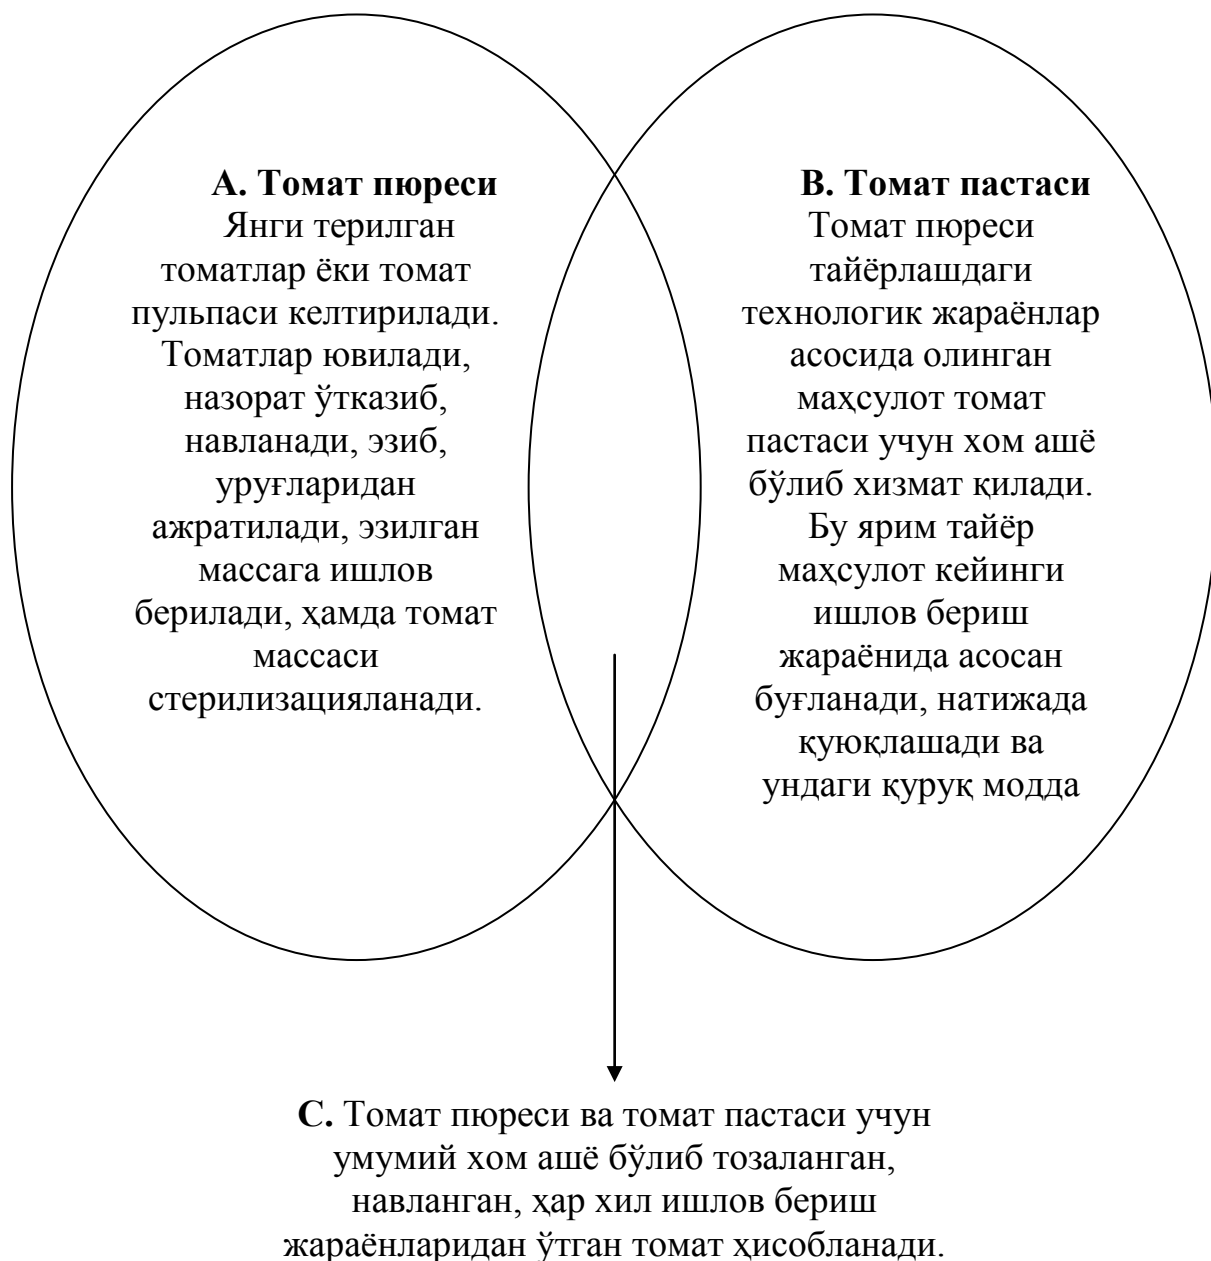 А. Томат пюреси
Янги терилган
томатлар ёки томат
пульпаси келтирилади.
Томатлар ювилади,
назорат ўтказиб,
навланади, эзиб,
уруғларидан
ажратилади, эзилган
массага ишлов
берилади, ҳамда томат
массаси
стерилизацияланади.
В. Томат пастаси
Томат пюреси
тайёрлашдаги
технологик жараёнлар
асосида олинган
маҳсулот томат
пастаси учун хом ашё
бўлиб хизмат қилади.
Бу ярим тайёр
маҳсулот кейинги
ишлов бериш
жараёнида асосан
буғланади, натижада
қуюқлашади ва
ундаги қуруқ модда
С. Томат пюреси ва томат пастаси учун
умумий хом ашё бўлиб тозаланган,
навланган, ҳар хил ишлов бериш
жараёнларидан ўтган томат ҳисобланади.